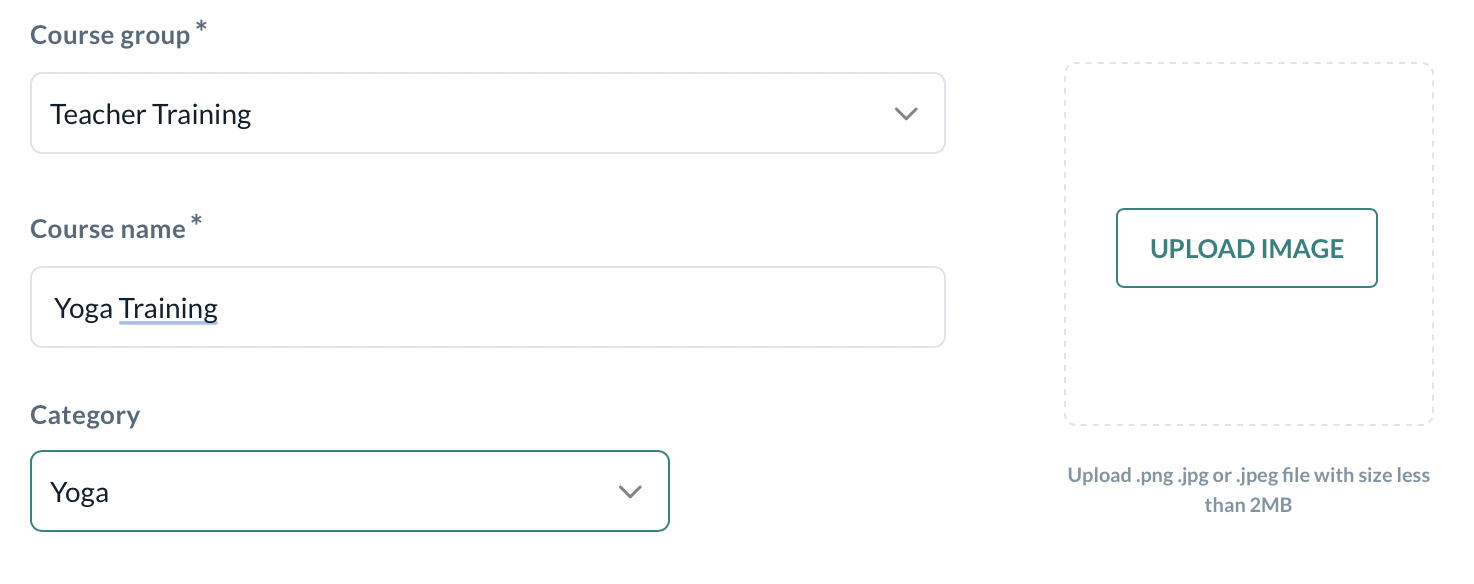 Course group *
Teacher Training
Course name *
Yoga Training
Category
Yoga
UPLOAD IMAGE
Upload .png .jpg or .jpeg file with size less
than 2MB